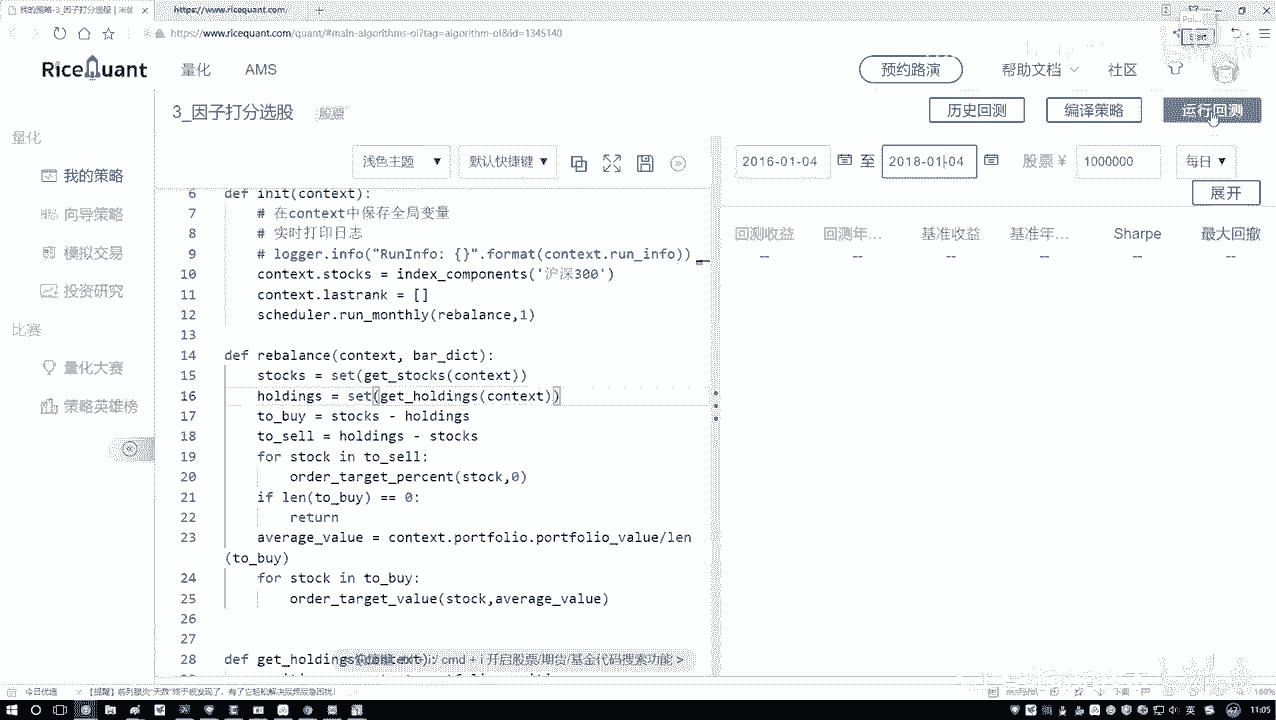 我的策略-3_因子打分选股
https://www.ricequant.com/
https://www.ricequant.com/quant/#main-algorithms-ol?tag=algorithm-ol&id=1345140
RiceQuant
量化
AMS
预约路演
帮助文档
社区
3_因子打分选股
股票
历史回测
编译策略
运行回测
量化
我的策略
向导策略
模拟交易
投资研究
比赛
量化大赛
策略英雄榜
浅色主题
默认快捷键
2016-01-04 至 2018-01-04 股票 ¥ 1000000 每日
展开
回测收益 回测年... 基准收益 基准年... Sharpe 最大回撤
-- -- -- -- -- --
6 def init(context):
7 # 在context中保存全局变量
8 # 实时打印日志
9 # logger.info("RunInfo: {}".format(context.run_info))
10 context.stocks = index_components('沪深300')
11 context.lastrank = []
12 scheduler.run_monthly(rebalance,1)
13
14 def rebalance(context, bar_dict):
15 stocks = set(get_stocks(context))
16 holdings = set(get_holdings(context))
17 to_buy = stocks - holdings
18 to_sell = holdings - stocks
19 for stock in to_sell:
20 order_target_percent(stock,0)
21 if len(to_buy) == 0:
22 return
23 average_value = context.portfolio.portfolio_value/len
(to_buy)
24 for stock in to_buy:
25 order_target_value(stock,average_value)
26
27
28 def get_holdings(context):
/ cmd + i 开启股票/期货/基金代码搜索功能 >
今日优选
160%
英
11:05